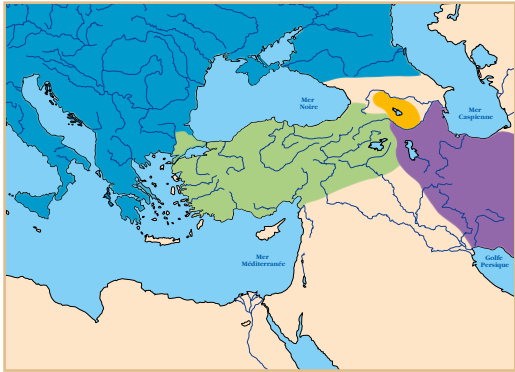 Mer
Noire
Mer
Caspienne
Mer
Méditerranée
Golfe
Persique